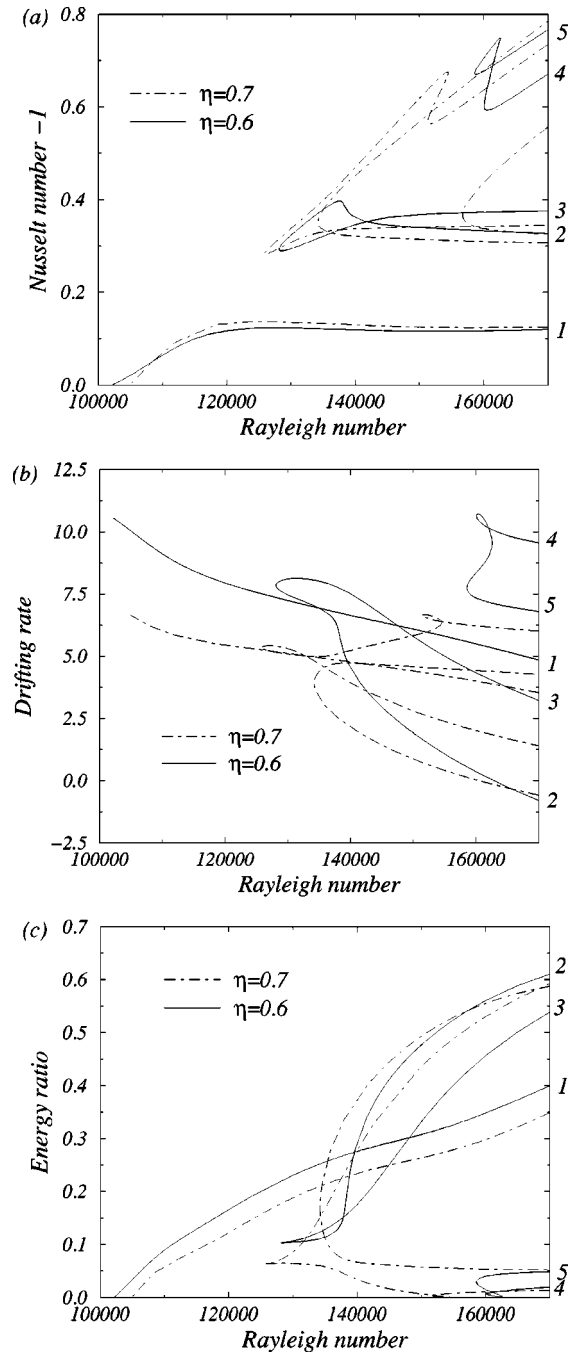 (a)
0.8
0.6
0.4
0.2
0.0
Nusselt number −1
η=0.7
η=0.6
5
4
3
2
1
100000 120000 140000 160000
Rayleigh number
(b)
12.5
10.0
7.5
5.0
2.5
0.0
−2.5
Drifting rate
4
5
1
3
2
η=0.7
η=0.6
100000 120000 140000 160000
Rayleigh number
(c)
0.7
0.6
0.5
0.4
0.3
0.2
0.1
0.0
Energy ratio
η=0.7
η=0.6
2
3
1
5
4
100000 120000 140000 160000
Rayleigh number